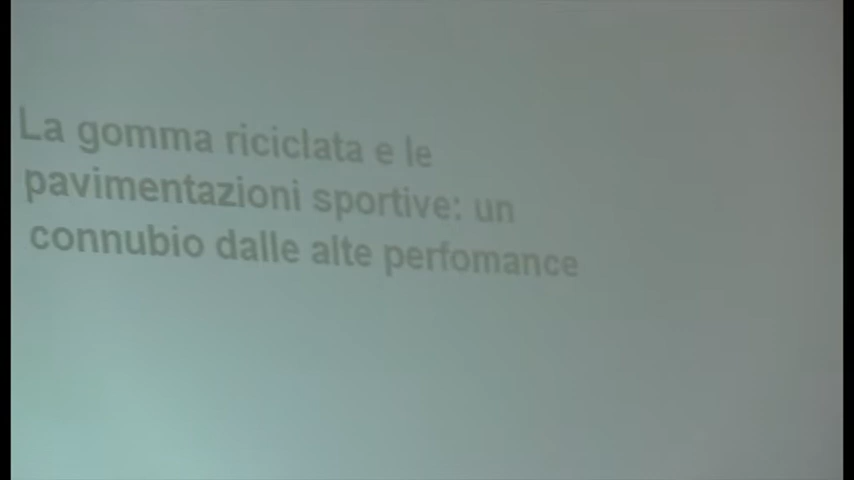 La gomma riciclata e le
pavimentazioni sportive: un
connubio dalle alte perfomance